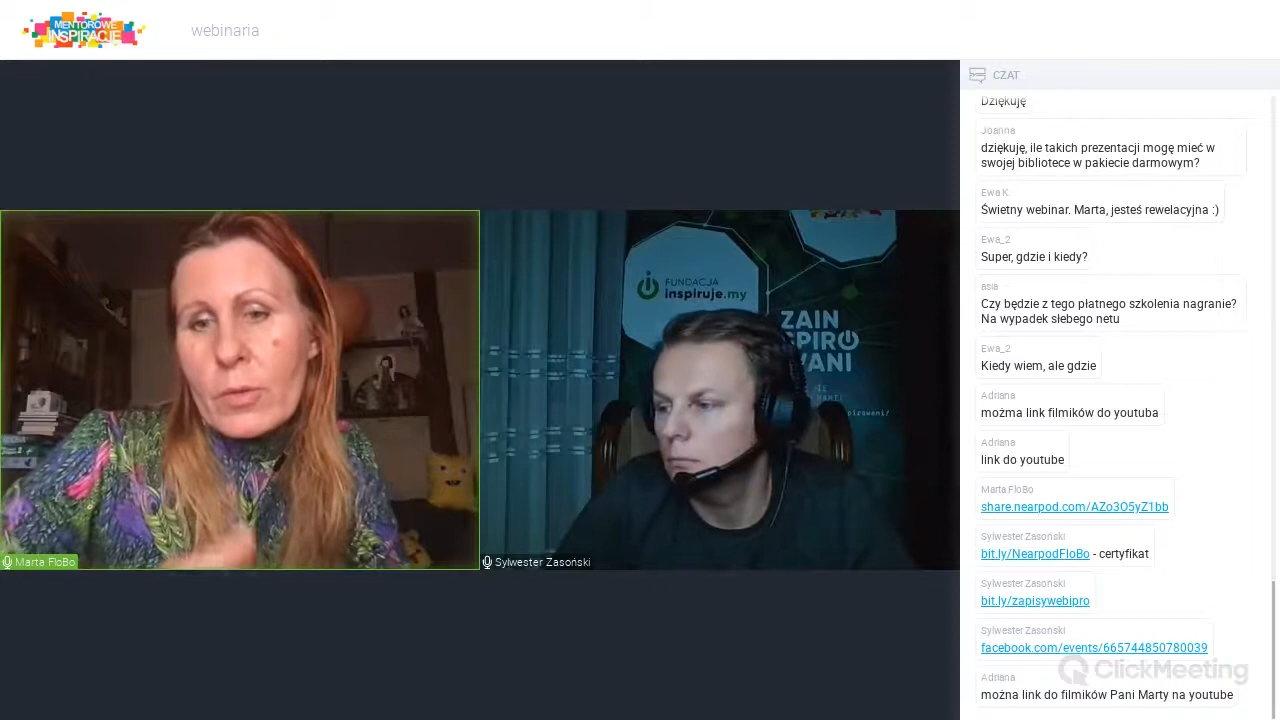 MENTOROWE
INSPIRACJE
webinaria
CZAT
Dziękuję
Joanna
dziękuję, ile takich prezentacji mogę mieć w
swojej bibliotece w pakiecie darmowym?
Ewa K.
Świetny webinar. Marta, jesteś rewelacyjna :)
Ewa_2
Super, gdzie i kiedy?
asia
Czy będzie z tego płatnego szkolenia nagranie?
Na wypadek słebego netu
Ewa_2
Kiedy wiem, ale gdzie
Adriana
możma link filmików do youtuba
Adriana
link do youtube
Marta FloBo
share.nearpod.com/AZo3O5yZ1bb
Sylwester Zasoński
bit.ly/NearpodFloBo - certyfikat
Sylwester Zasoński
bit.ly/zapisywebipro
Sylwester Zasoński
facebook.com/events/665744850780039
ClickMeeting
Adriana
można link do filmików Pani Marty na youtube
FUNDACJA
inspiruje.my
ZAIN
SPIRO
WANI
Marta FloBo
Sylwester Zasoński